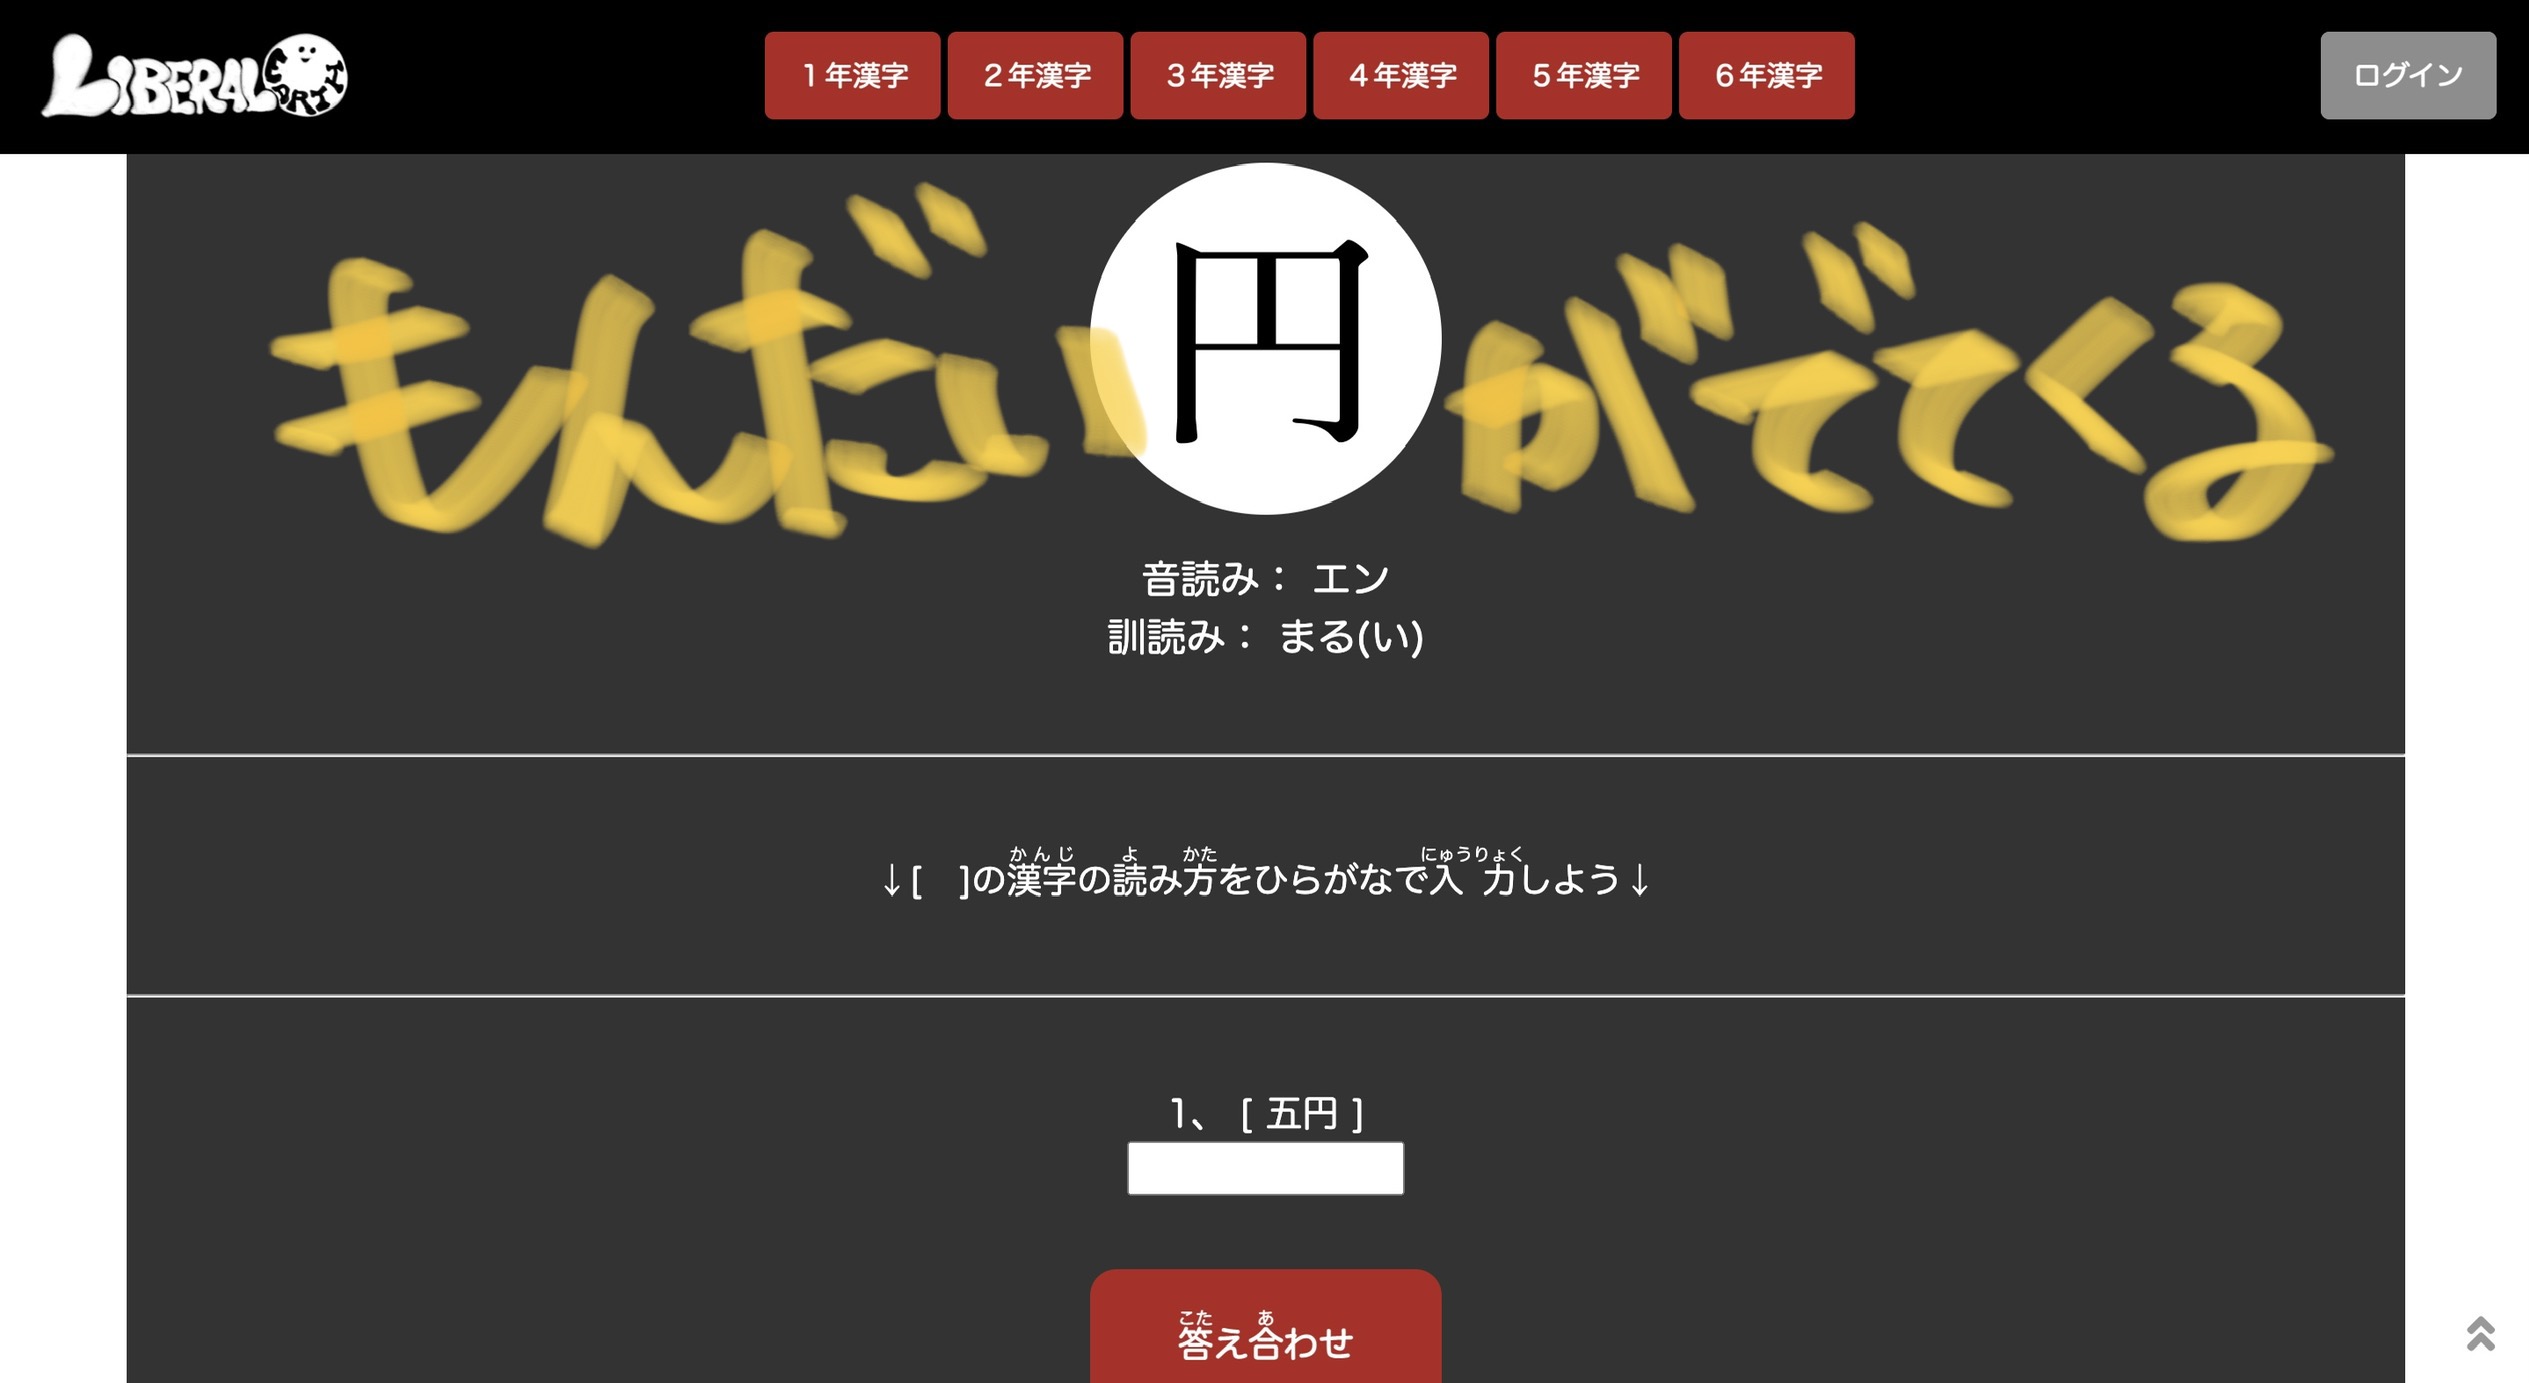 LIBERAL PORTAL
１年漢字 ２年漢字 ３年漢字 ４年漢字 ５年漢字 ６年漢字
ログイン
もんだいがでてくる
円
音読み： エン
訓読み： まる(い)
かんじ よ かた にゅうりょく
↓[　]の漢字の読み方をひらがなで入力しよう↓
1、 [ 五円 ]
こた あ
答え合わせ